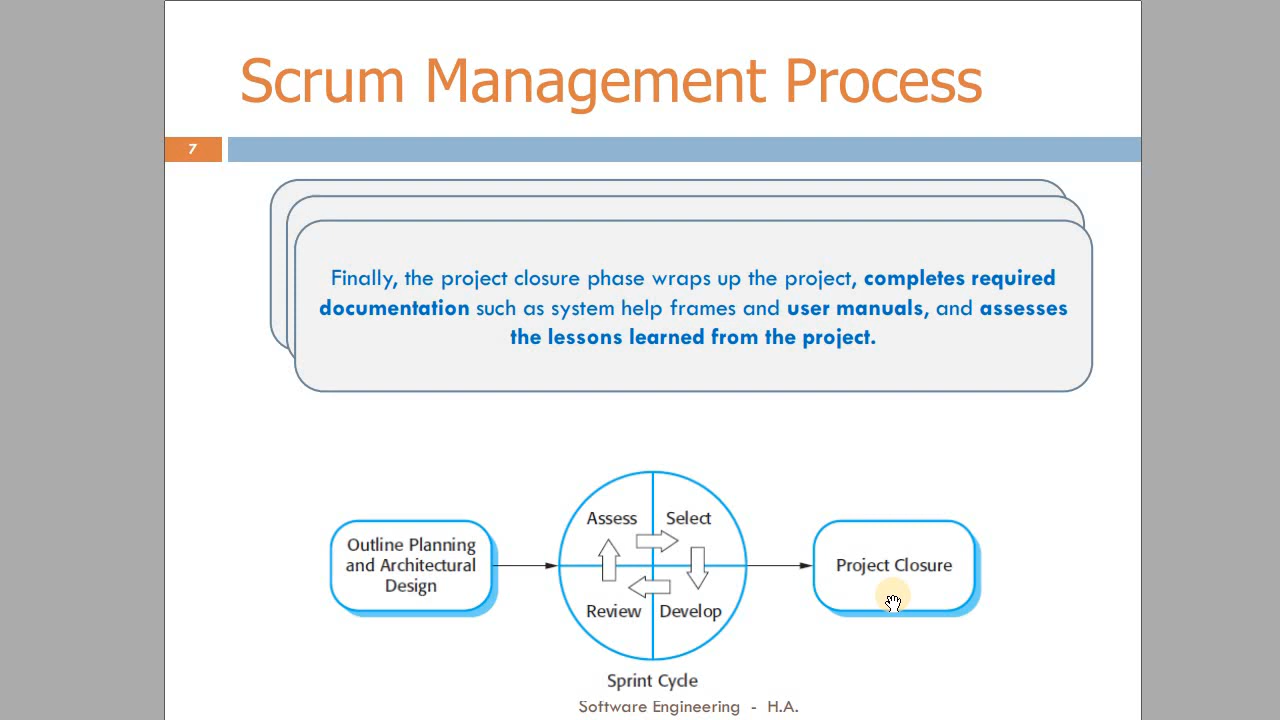 Scrum Management Process
7
Finally, the project closure phase wraps up the project, completes required
documentation such as system help frames and user manuals, and assesses
the lessons learned from the project.
Outline Planning
and Architectural
Design
Assess
Select
Review
Develop
Project Closure
Sprint Cycle
Software Engineering - H.A.